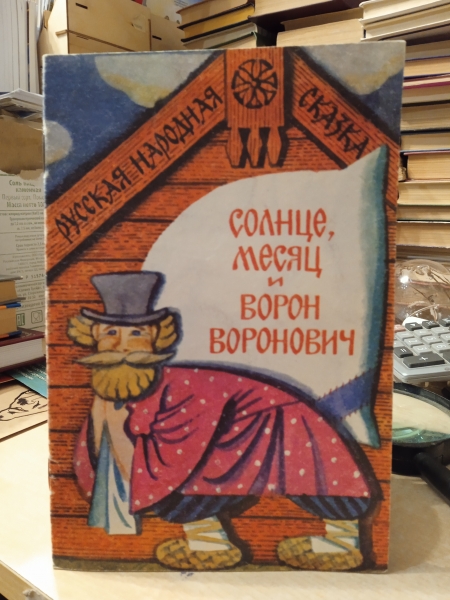 РУССКАЯ НАРОДНАЯ
СКАЗКА
СОЛНЦЕ,
МЕСЯЦ
И
ВОРОН
ВОРОНОВИЧ